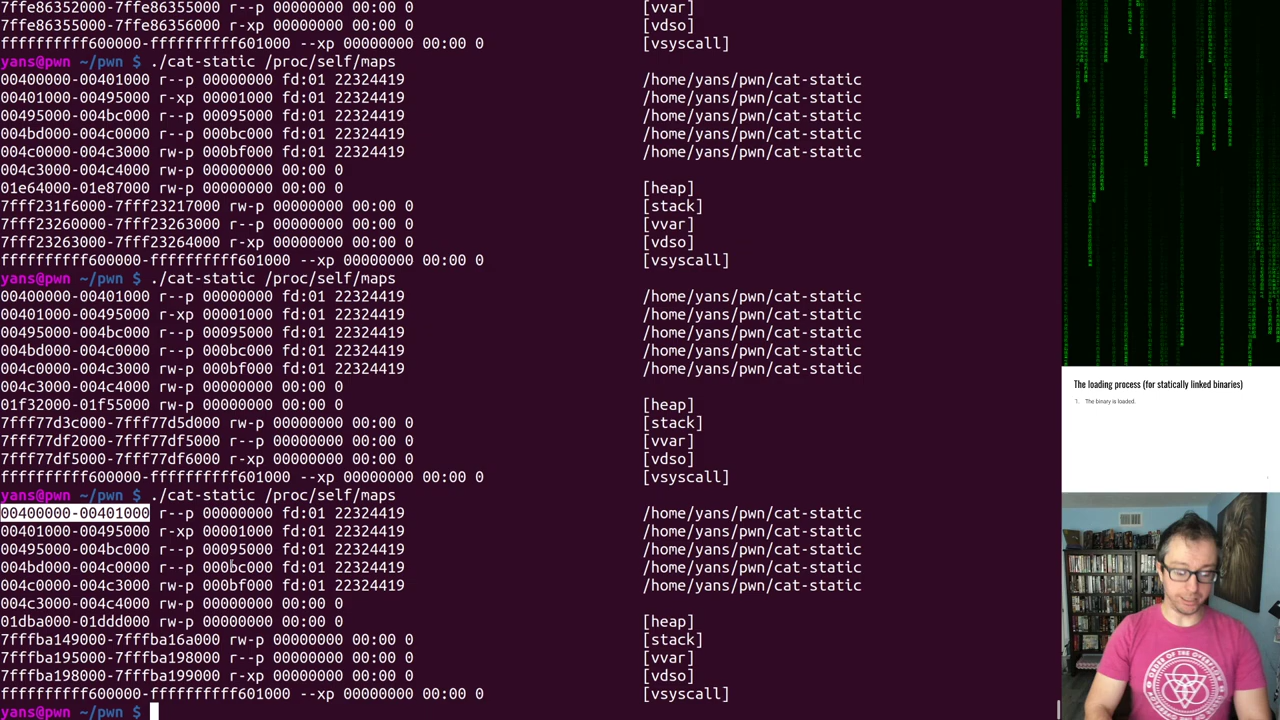 7ffe86352000-7ffe86355000 r--p 00000000 00:00 0 [vvar]
7ffe86355000-7ffe86356000 r-xp 00000000 00:00 0 [vdso]
ffffffffff600000-ffffffffff601000 --xp 00000000 00:00 0 [vsyscall]
yans@pwn ~/pwn $ ./cat-static /proc/self/maps
00400000-00401000 r--p 00000000 fd:01 22324419 /home/yans/pwn/cat-static
00401000-00495000 r-xp 00001000 fd:01 22324419 /home/yans/pwn/cat-static
00495000-004bc000 r--p 00095000 fd:01 22324419 /home/yans/pwn/cat-static
004bd000-004c0000 r--p 000bc000 fd:01 22324419 /home/yans/pwn/cat-static
004c0000-004c3000 rw-p 000bf000 fd:01 22324419 /home/yans/pwn/cat-static
004c3000-004c4000 rw-p 00000000 00:00 0
01e64000-01e87000 rw-p 00000000 00:00 0 [heap]
7fff231f6000-7fff23217000 rw-p 00000000 00:00 0 [stack]
7fff23260000-7fff23263000 r--p 00000000 00:00 0 [vvar]
7fff23263000-7fff23264000 r-xp 00000000 00:00 0 [vdso]
ffffffffff600000-ffffffffff601000 --xp 00000000 00:00 0 [vsyscall]
yans@pwn ~/pwn $ ./cat-static /proc/self/maps
00400000-00401000 r--p 00000000 fd:01 22324419 /home/yans/pwn/cat-static
00401000-00495000 r-xp 00001000 fd:01 22324419 /home/yans/pwn/cat-static
00495000-004bc000 r--p 00095000 fd:01 22324419 /home/yans/pwn/cat-static
004bd000-004c0000 r--p 000bc000 fd:01 22324419 /home/yans/pwn/cat-static
004c0000-004c3000 rw-p 000bf000 fd:01 22324419 /home/yans/pwn/cat-static
004c3000-004c4000 rw-p 00000000 00:00 0
01f32000-01f55000 rw-p 00000000 00:00 0 [heap]
7fff77d3c000-7fff77d5d000 rw-p 00000000 00:00 0 [stack]
7fff77df2000-7fff77df5000 r--p 00000000 00:00 0 [vvar]
7fff77df5000-7fff77df6000 r-xp 00000000 00:00 0 [vdso]
ffffffffff600000-ffffffffff601000 --xp 00000000 00:00 0 [vsyscall]
yans@pwn ~/pwn $ ./cat-static /proc/self/maps
00400000-00401000 r--p 00000000 fd:01 22324419 /home/yans/pwn/cat-static
00401000-00495000 r-xp 00001000 fd:01 22324419 /home/yans/pwn/cat-static
00495000-004bc000 r--p 00095000 fd:01 22324419 /home/yans/pwn/cat-static
004bd000-004c0000 r--p 000bc000 fd:01 22324419 /home/yans/pwn/cat-static
004c0000-004c3000 rw-p 000bf000 fd:01 22324419 /home/yans/pwn/cat-static
004c3000-004c4000 rw-p 00000000 00:00 0
01dba000-01ddd000 rw-p 00000000 00:00 0 [heap]
7fffba149000-7fffba16a000 rw-p 00000000 00:00 0 [stack]
7fffba195000-7fffba198000 r--p 00000000 00:00 0 [vvar]
7fffba198000-7fffba199000 r-xp 00000000 00:00 0 [vdso]
ffffffffff600000-ffffffffff601000 --xp 00000000 00:00 0 [vsyscall]
yans@pwn ~/pwn $
The loading process (for statically linked binaries)
1. The binary is loaded.